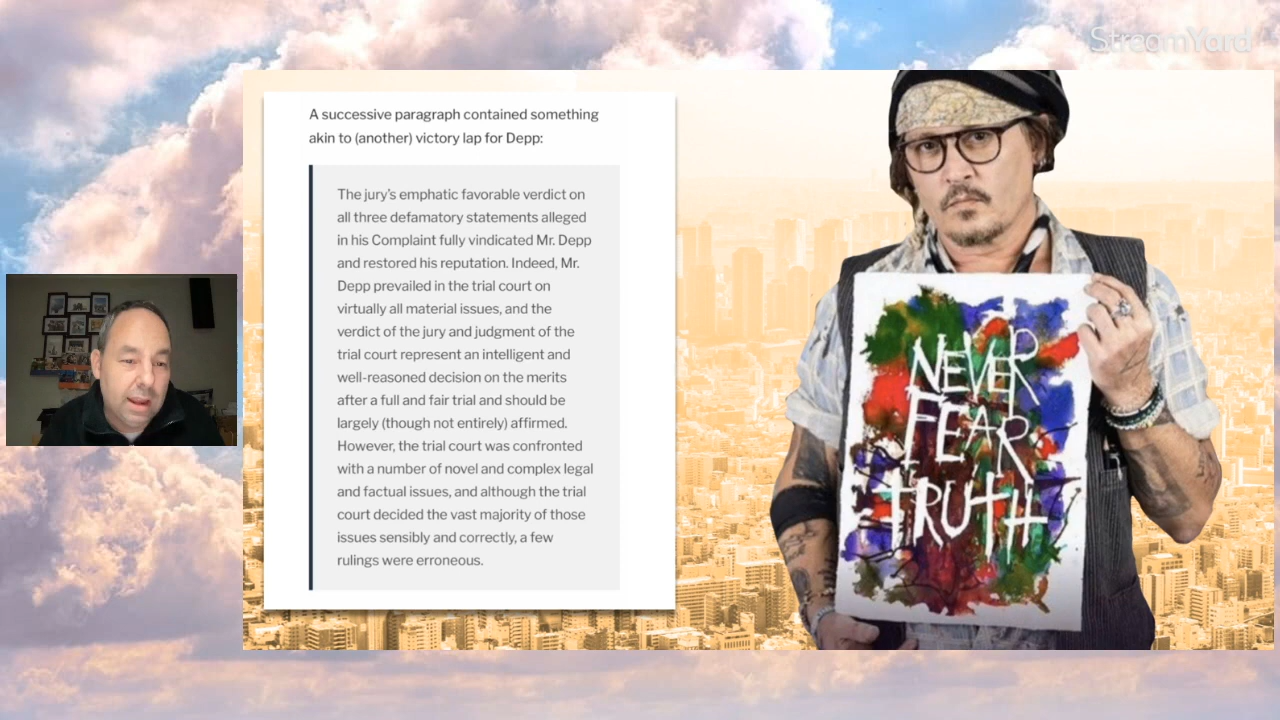 StreamYard
A successive paragraph contained something
akin to (another) victory lap for Depp:
The jury's emphatic favorable verdict on
all three defamatory statements alleged
in his Complaint fully vindicated Mr. Depp
and restored his reputation. Indeed, Mr.
Depp prevailed in the trial court on
virtually all material issues, and the
verdict of the jury and judgment of the
trial court represent an intelligent and
well-reasoned decision on the merits
after a full and fair trial and should be
largely (though not entirely) affirmed.
However, the trial court was confronted
with a number of novel and complex legal
and factual issues, and although the trial
court decided the vast majority of those
issues sensibly and correctly, a few
rulings were erroneous.
NEVER
FEAR
TRUTH